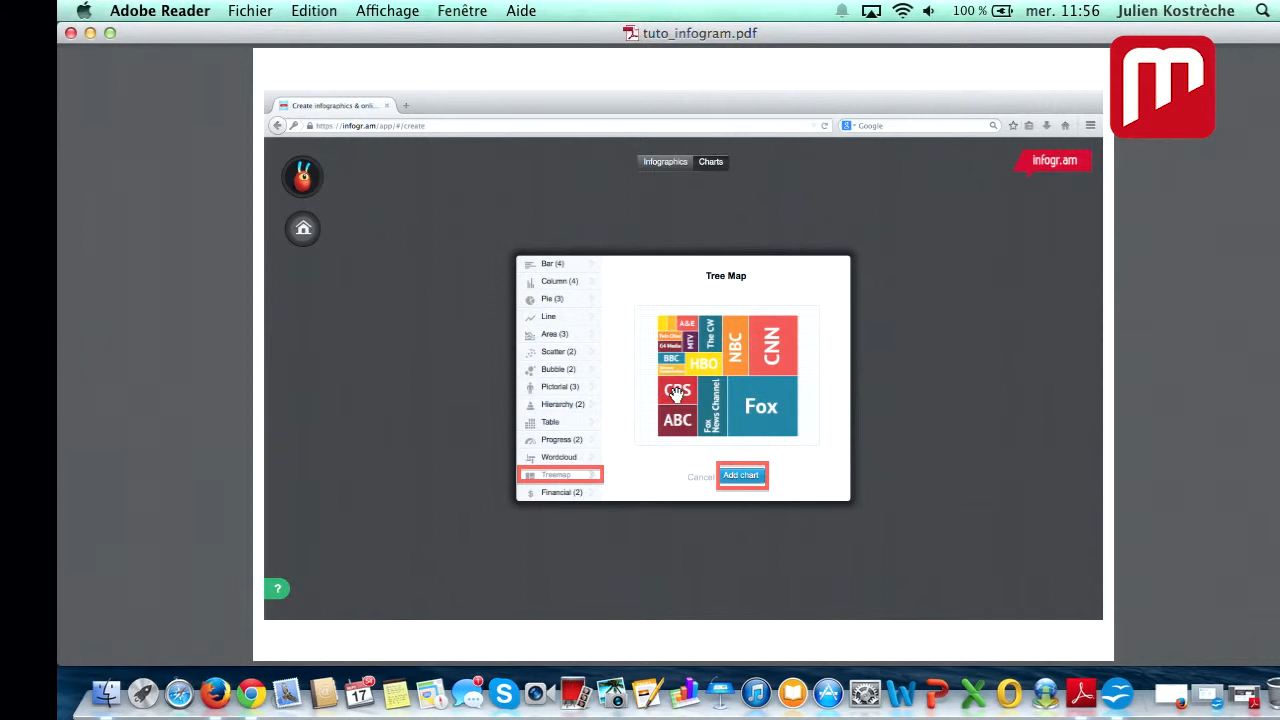 Adobe Reader Fichier Edition Affichage Fenêtre Aide 100 % mer. 11:56 Julien Kostrèche
tuto_infogram.pdf
Create infographics & onli...
https://infogr.am/app/#/create
Google
Infographics Charts
infogr.am
Bar (4)
Column (4)
Pie (3)
Line
Area (3)
Scatter (2)
Bubble (2)
Pictorial (3)
Hierarchy (2)
Table
Progress (2)
Wordcloud
Treemap
Financial (2)
Tree Map
A&E
MTV
The CW
NBC
CNN
G4 Media
BBC
HBO
CBS
ABC
Fox
News Channel
Fox
Cancel
Add chart
?
17